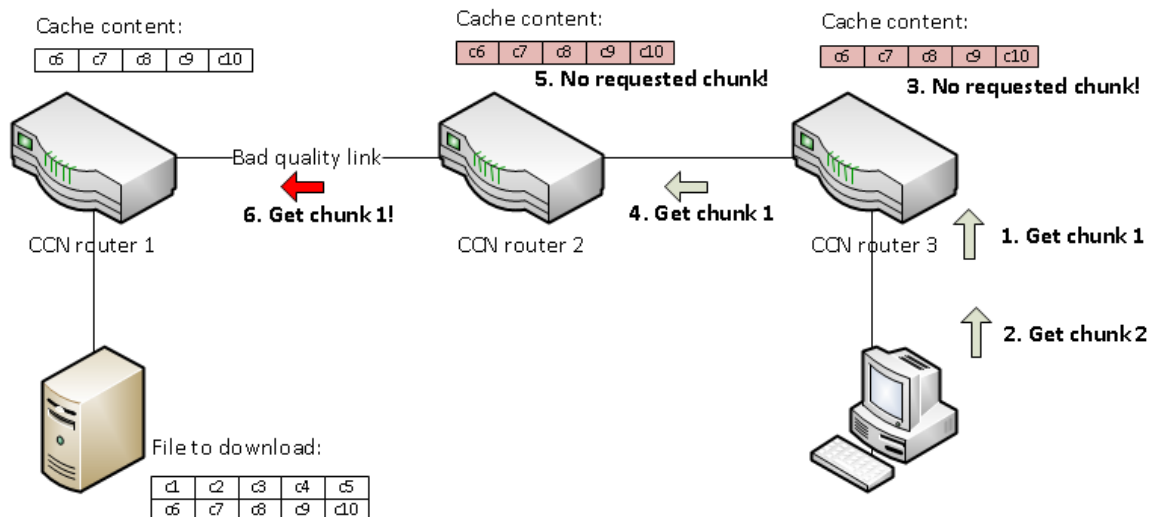 Cache content:
c6 c7 c8 c9 c10
Cache content:
c6 c7 c8 c9 c10
5. No requested chunk!
Cache content:
c6 c7 c8 c9 c10
3. No requested chunk!
Bad quality link
6. Get chunk 1!
4. Get chunk 1
CCN router 1
CCN router 2
CCN router 3
1. Get chunk 1
2. Get chunk 2
File to download:
c1 c2 c3 c4 c5
c6 c7 c8 c9 c10